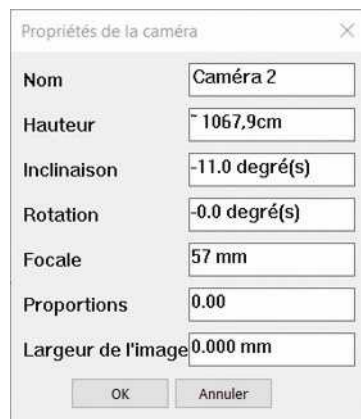 Propriétés de la caméra
Nom Caméra 2
Hauteur ~ 1067,9cm
Inclinaison -11.0 degré(s)
Rotation -0.0 degré(s)
Focale 57 mm
Proportions 0.00
Largeur de l'image 0.000 mm
OK Annuler